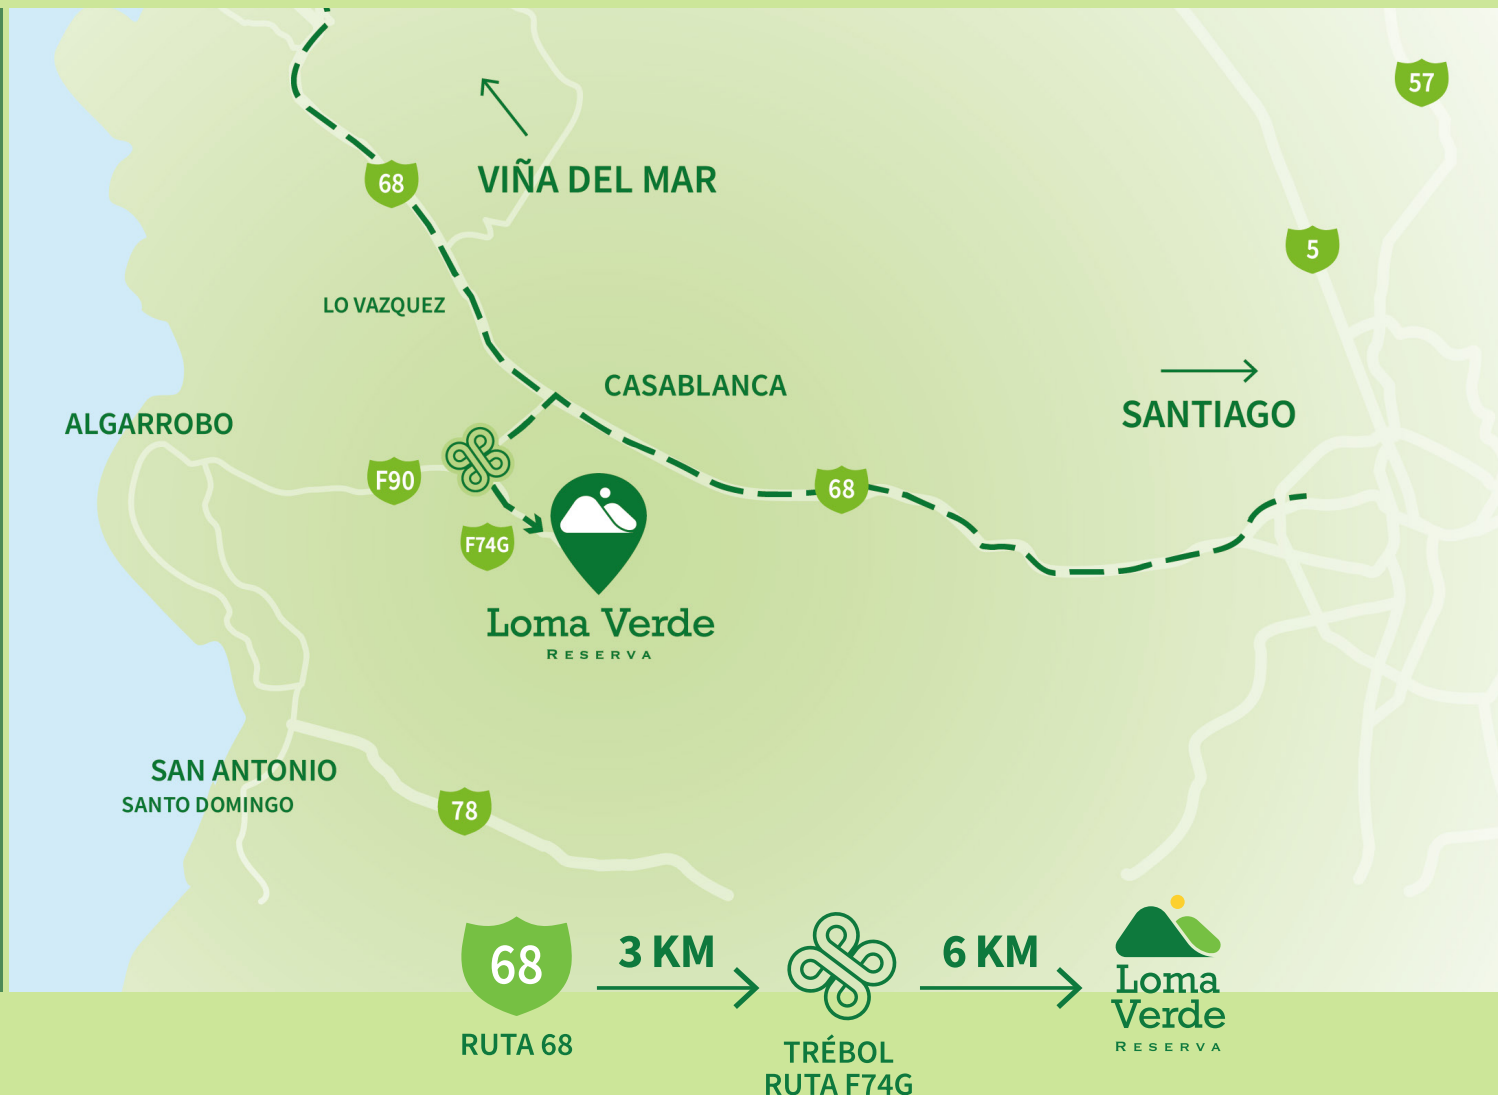 57
68
VIÑA DEL MAR
5
LO VAZQUEZ
CASABLANCA
SANTIAGO
ALGARROBO
F90
68
F74G
Loma Verde
RESERVA
SAN ANTONIO
SANTO DOMINGO
78
68
3 KM
6 KM
RUTA 68
TRÉBOL
RUTA F74G
Loma
Verde
RESERVA